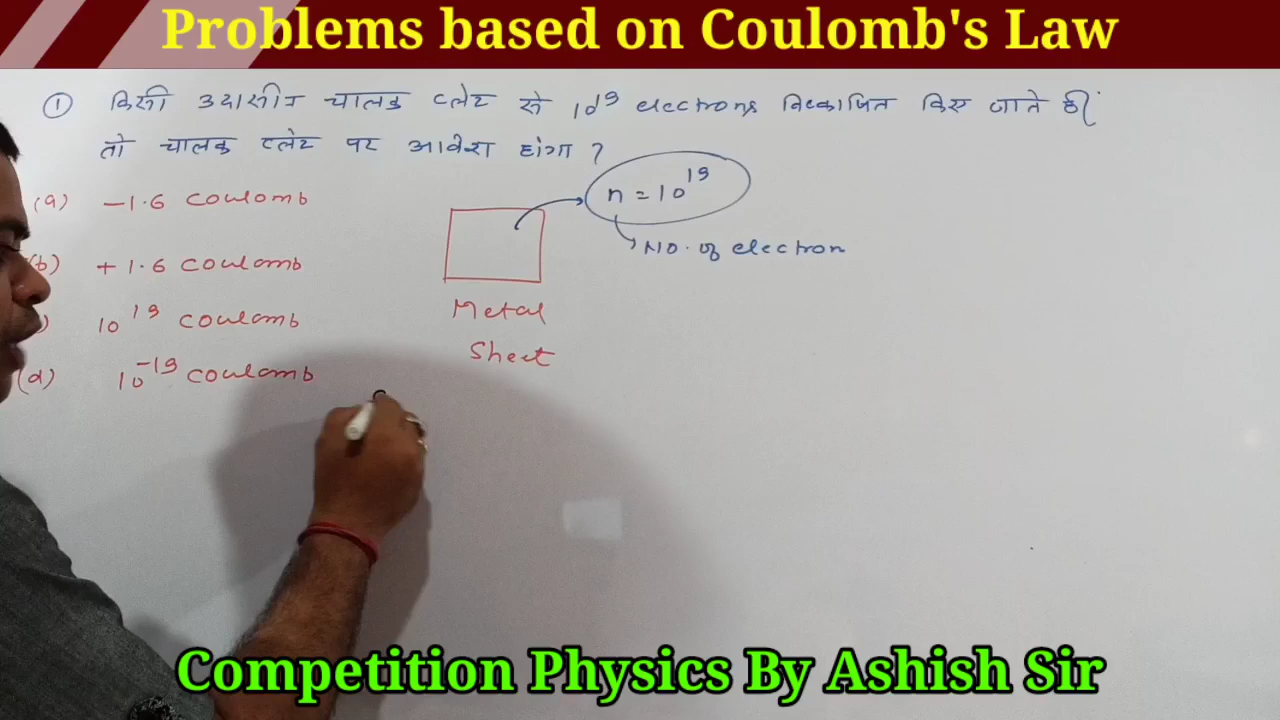 Problems based on Coulomb's Law
① किसी उदासीन चालक प्लेट से 10¹⁹ electrons निष्काषित किए जाते हैं
तो चालक प्लेट पर आवेश होगा ?
(a) -1.6 Coulomb
(b) +1.6 Coulomb
) 10¹⁹ Coulomb
(d) 10⁻¹⁹ Coulomb
n = 10¹⁹
No. of electron
Metal
Sheet
Competition Physics By Ashish Sir